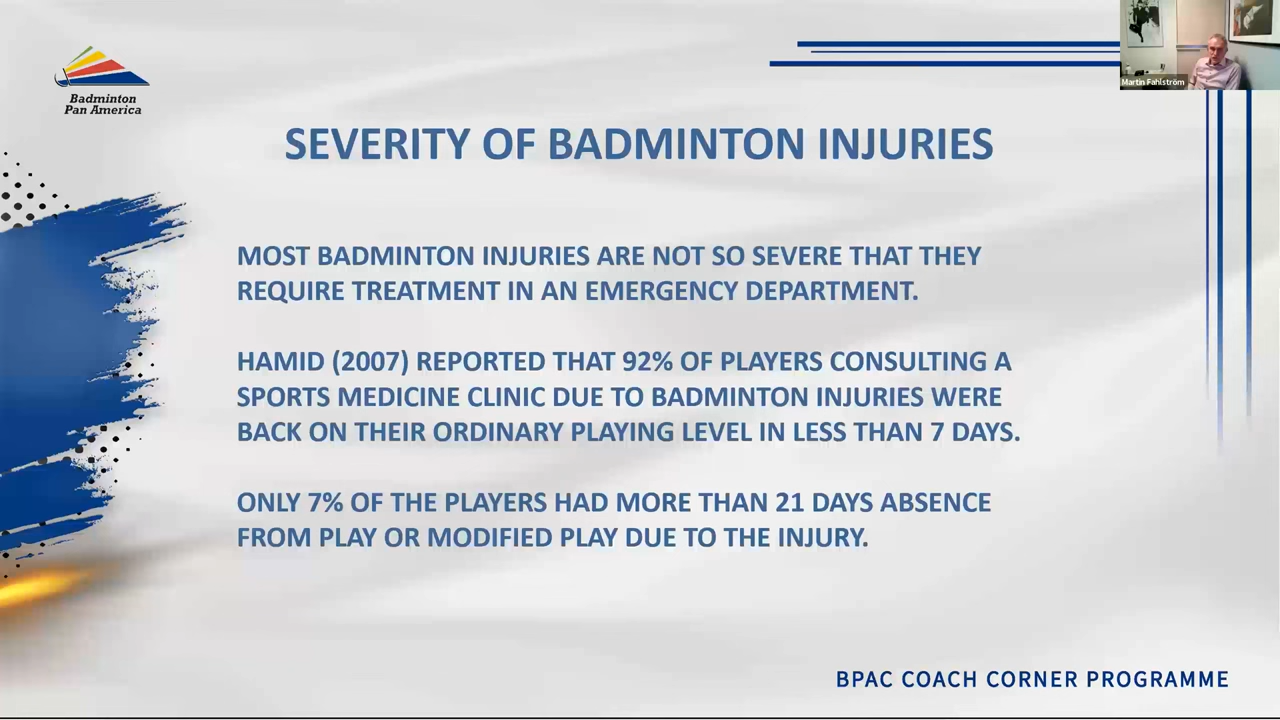 Badminton
Pan America
Martin Fahlström
SEVERITY OF BADMINTON INJURIES
MOST BADMINTON INJURIES ARE NOT SO SEVERE THAT THEY
REQUIRE TREATMENT IN AN EMERGENCY DEPARTMENT.
HAMID (2007) REPORTED THAT 92% OF PLAYERS CONSULTING A
SPORTS MEDICINE CLINIC DUE TO BADMINTON INJURIES WERE
BACK ON THEIR ORDINARY PLAYING LEVEL IN LESS THAN 7 DAYS.
ONLY 7% OF THE PLAYERS HAD MORE THAN 21 DAYS ABSENCE
FROM PLAY OR MODIFIED PLAY DUE TO THE INJURY.
BPAC COACH CORNER PROGRAMME